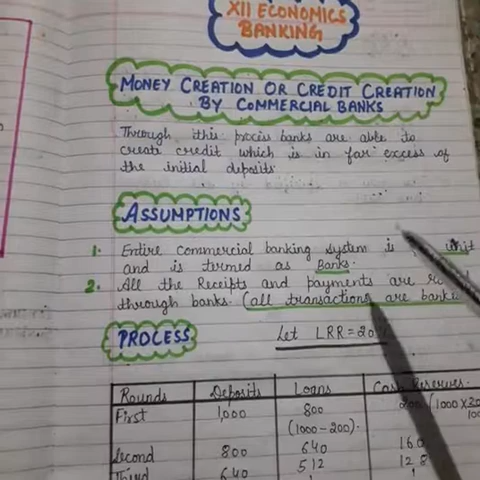 XII ECONOMICS
BANKING
MONEY CREATION OR CREDIT CREATION
BY COMMERCIAL BANKS
Through this process banks are able to
create credit which is in far excess of
the initial deposits
ASSUMPTIONS
1. Entire commercial banking system is unit
and is termed as Banks.
2. All the Receipts and payments are
through banks. (all transactions are
PROCESS
Let LRR = 20%
Rounds Deposits Loans Cash Reserves.
First 1,000 800 200 (1000 ×
(1000 - 200).
Second 800 640 160
Third 640 512 128